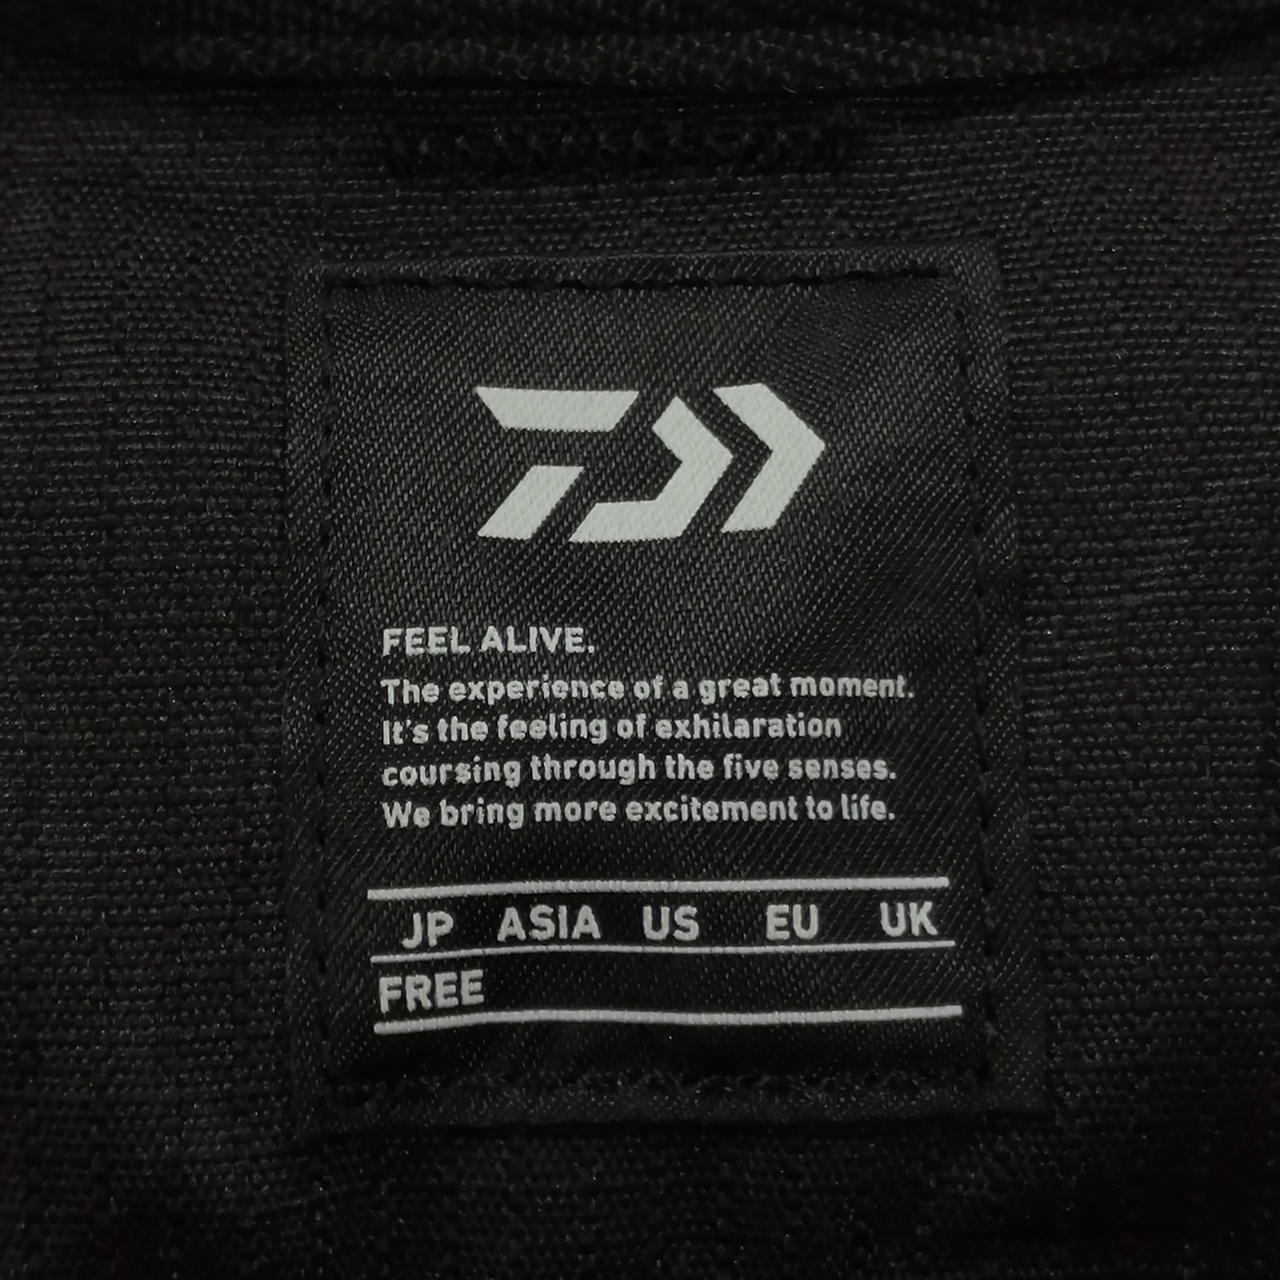 FEEL ALIVE.
The experience of a great moment.
It's the feeling of exhilaration
coursing through the five senses.
We bring more excitement to life.
JP ASIA US EU UK
FREE